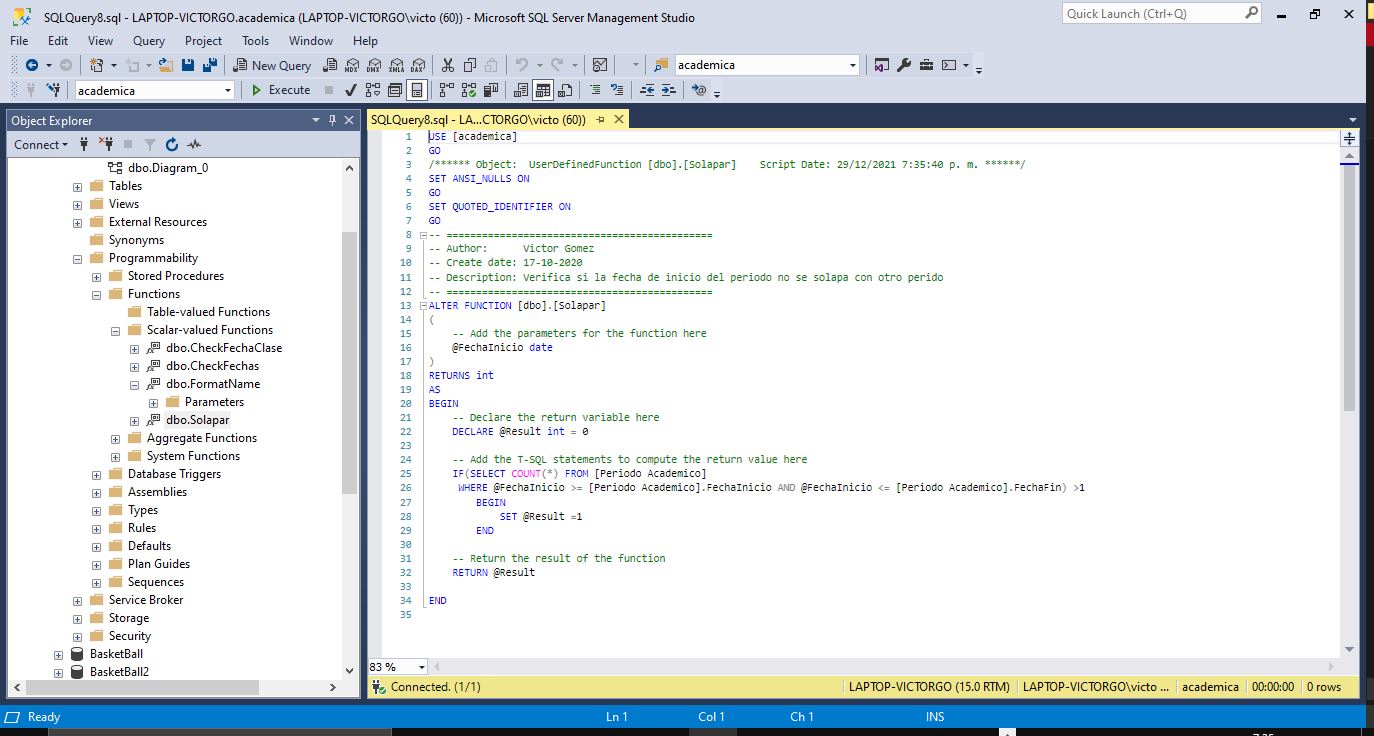 SQLQuery8.sql - LAPTOP-VICTORGO.academica (LAPTOP-VICTORGO\victo (60)) - Microsoft SQL Server Management Studio
Quick Launch (Ctrl+Q)
File Edit View Query Project Tools Window Help
New Query MDX DMX XMLA DAX academica
academica Execute
Object Explorer
Connect
dbo.Diagram_0
Tables
Views
External Resources
Synonyms
Programmability
Stored Procedures
Functions
Table-valued Functions
Scalar-valued Functions
dbo.CheckFechaClase
dbo.CheckFechas
dbo.FormatName
Parameters
dbo.Solapar
Aggregate Functions
System Functions
Database Triggers
Assemblies
Types
Rules
Defaults
Plan Guides
Sequences
Service Broker
Storage
Security
BasketBall
BasketBall2
SQLQuery8.sql - LA...CTORGO\victo (60))
1 USE [academica]
2 GO
3 /****** Object:  UserDefinedFunction [dbo].[Solapar]    Script Date: 29/12/2021 7:35:40 p. m. ******/
4 SET ANSI_NULLS ON
5 GO
6 SET QUOTED_IDENTIFIER ON
7 GO
8 -- =============================================
9 -- Author:      Victor Gomez
10 -- Create date: 17-10-2020
11 -- Description: Verifica si la fecha de inicio del periodo no se solapa con otro perido
12 -- =============================================
13 ALTER FUNCTION [dbo].[Solapar]
14 (
15     -- Add the parameters for the function here
16     @FechaInicio date
17 )
18 RETURNS int
19 AS
20 BEGIN
21     -- Declare the return variable here
22     DECLARE @Result int = 0
23
24     -- Add the T-SQL statements to compute the return value here
25     IF(SELECT COUNT(*) FROM [Periodo Academico]
26      WHERE @FechaInicio >= [Periodo Academico].FechaInicio AND @FechaInicio <= [Periodo Academico].FechaFin) >1
27         BEGIN
28             SET @Result =1
29         END
30
31     -- Return the result of the function
32     RETURN @Result
33
34 END
35
83 %
Connected. (1/1) LAPTOP-VICTORGO (15.0 RTM) LAPTOP-VICTORGO\victo ... academica 00:00:00 0 rows
Ready Ln 1 Col 1 Ch 1 INS